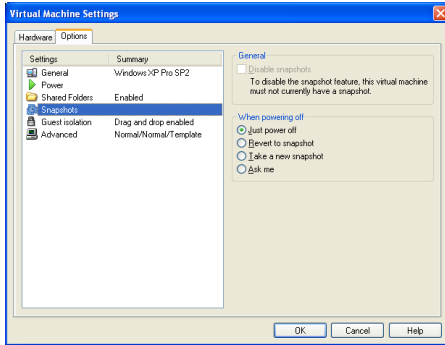 Virtual Machine Settings
Hardware Options
Settings Summary
General Windows XP Pro SP2
Power
Shared Folders Enabled
Snapshots
Guest isolation Drag and drop enabled
Advanced Normal/Normal/Template
General
Disable snapshots
To disable the snapshot feature, this virtual machine
must not currently have a snapshot.
When powering off
Just power off
Revert to snapshot
Take a new snapshot
Ask me
OK Cancel Help